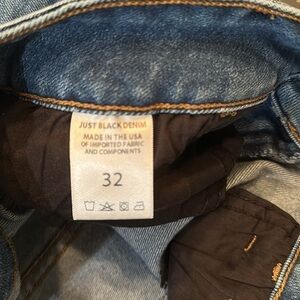 JUST BLACK DENIM
MADE IN THE USA
OF IMPORTED FABRIC
AND COMPONENTS
32